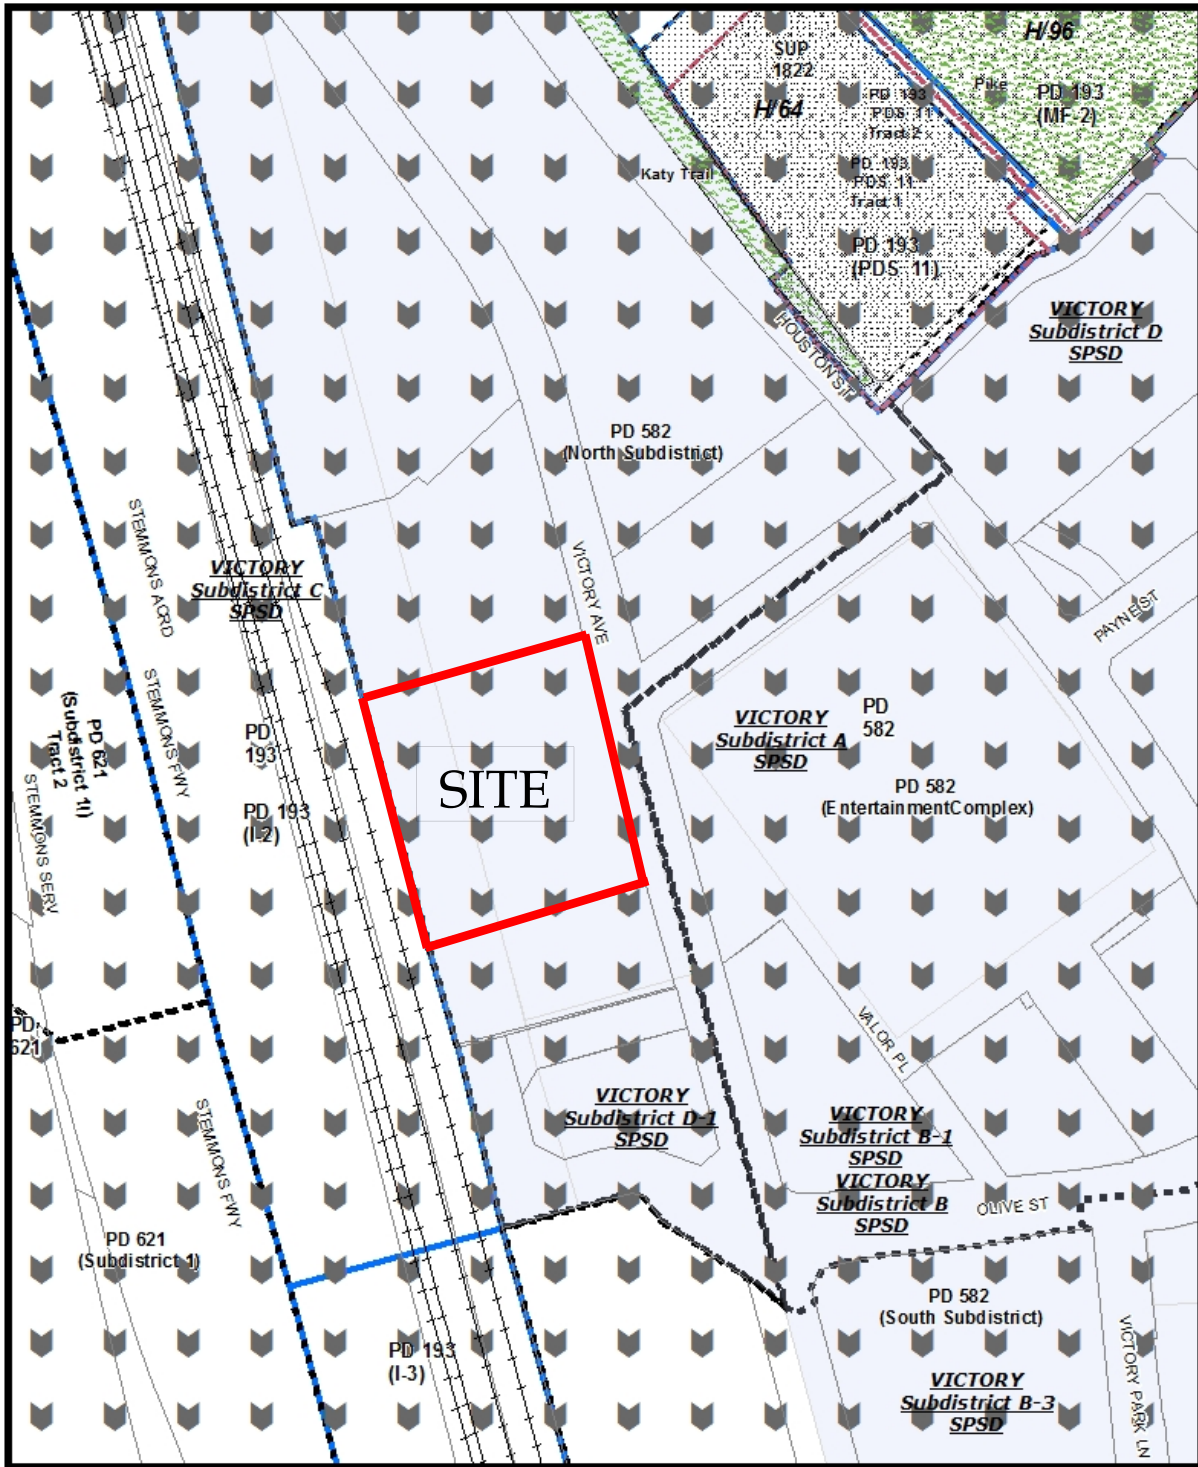 H/96
SUP
1822
Pike
PD 193
(MF 2)
H/64
PD 193
PDS 11
Tract 2
Katy Trail
PD 193
PDS 11
Tract 1
PD 193
(PDS 11)
VICTORY
Subdistrict D
SPSD
HOUSTON ST
PD 582
(North Subdistrict)
STEMMONS ACRD
VICTORY
Subdistrict C
SPSD
VICTORY AVE
PAYNE ST
STEMMONS FWY
PD 621
(Subdistrict 1I)
Tract 2
PD
193
VICTORY
Subdistrict A
SPSD
PD
582
SITE
STEMMONS SERV
PD 193
(I-2)
PD 582
(EntertainmentComplex)
PD
621
VALOR PL
STEMMONS FWY
VICTORY
Subdistrict D-1
SPSD
VICTORY
Subdistrict B-1
SPSD
VICTORY
Subdistrict B
SPSD
OLIVE ST
PD 621
(Subdistrict 1)
PD 582
(South Subdistrict)
PD 193
(I-3)
VICTORY PARK LN
VICTORY
Subdistrict B-3
SPSD